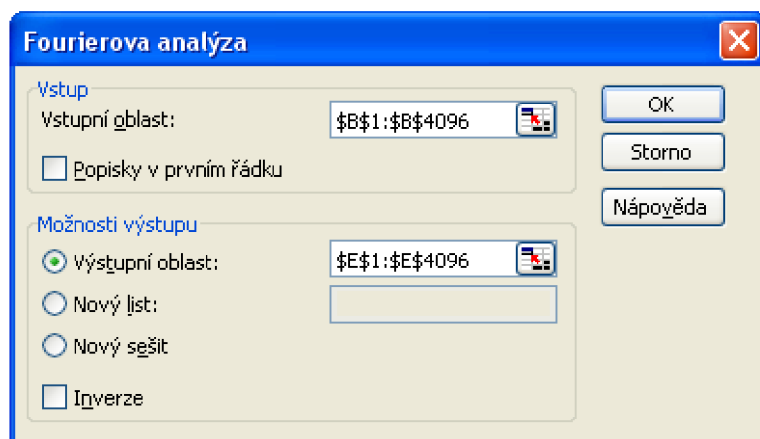 Fourierova analýza
Vstup
Vstupní oblast: $B$1:$B$4096
Popisky v prvním řádku
OK
Storno
Nápověda
Možnosti výstupu
Výstupní oblast: $E$1:$E$4096
Nový list:
Nový sešit
Inverze